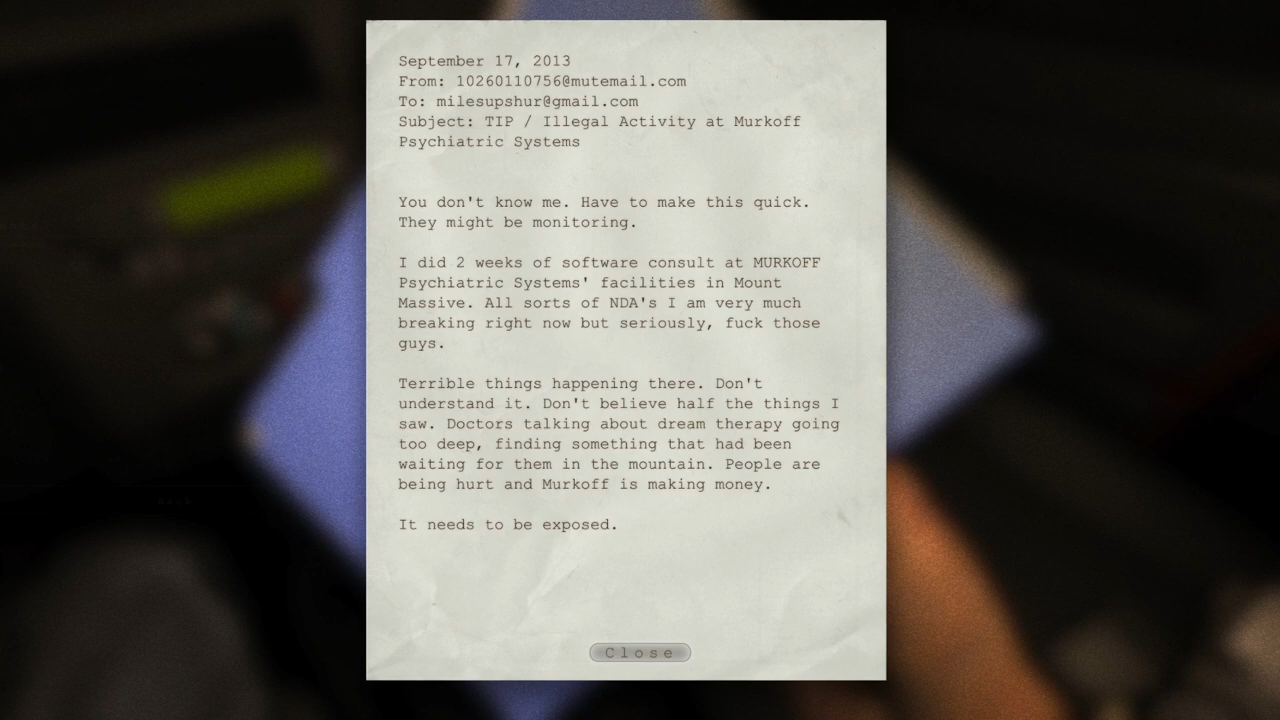 September 17, 2013
From: 10260110756@mutemail.com
To: milesupshur@gmail.com
Subject: TIP / Illegal Activity at Murkoff
Psychiatric Systems
You don't know me. Have to make this quick.
They might be monitoring.
I did 2 weeks of software consult at MURKOFF
Psychiatric Systems' facilities in Mount
Massive. All sorts of NDA's I am very much
breaking right now but seriously, fuck those
guys.
Terrible things happening there. Don't
understand it. Don't believe half the things I
saw. Doctors talking about dream therapy going
too deep, finding something that had been
waiting for them in the mountain. People are
being hurt and Murkoff is making money.
It needs to be exposed.
Close